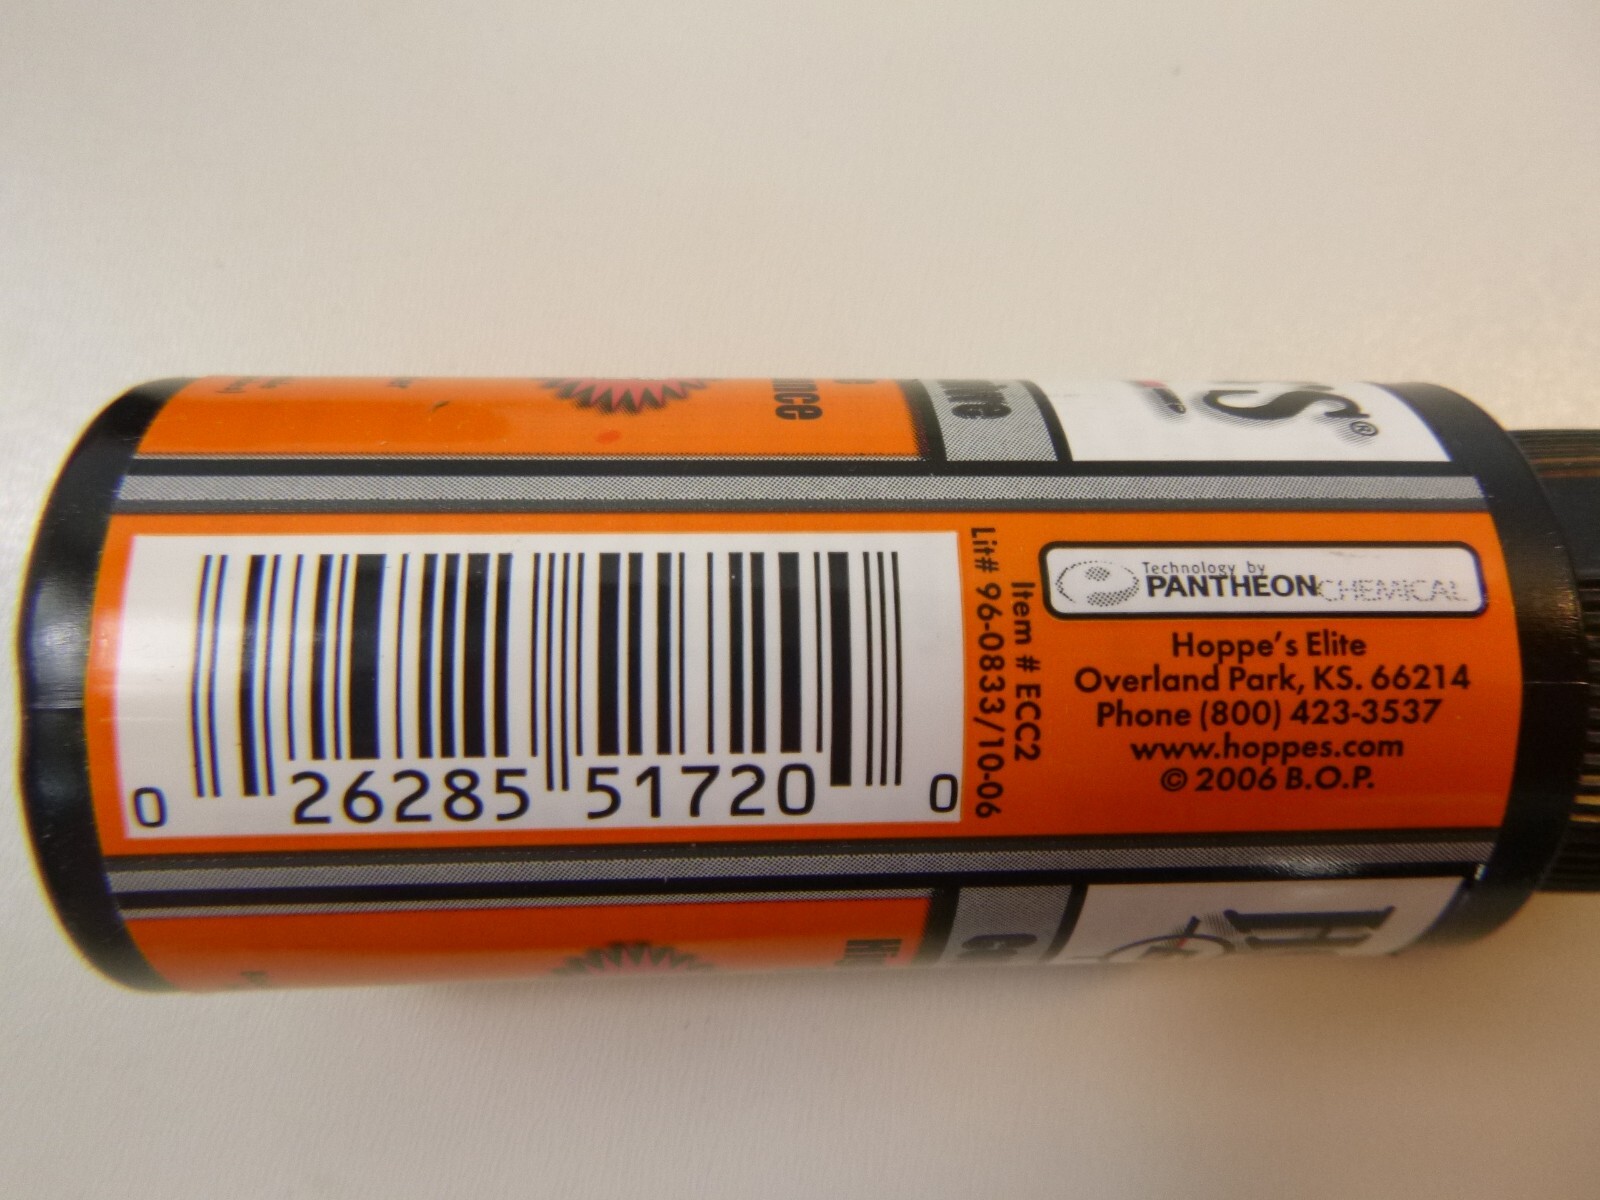 S®
Technology by
PANTHEON CHEMICAL
Hoppe's Elite
Overland Park, KS. 66214
Phone (800) 423-3537
www.hoppes.com
© 2006 B.O.P.
Item # ECC2
Lit# 96-0833/10-06
0 26285 51720 0